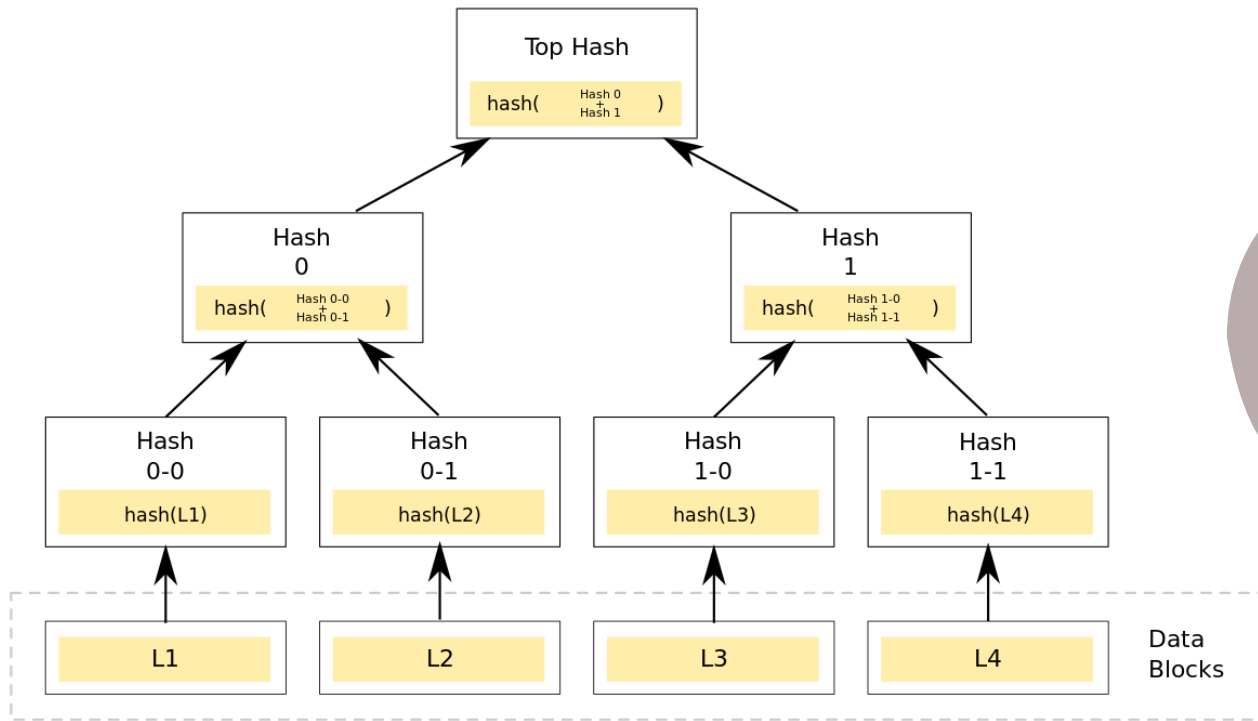 Top Hash
hash( Hash 0 + Hash 1 )
Hash
0
hash( Hash 0-0 + Hash 0-1 )
Hash
1
hash( Hash 1-0 + Hash 1-1 )
Hash
0-0
hash(L1)
Hash
0-1
hash(L2)
Hash
1-0
hash(L3)
Hash
1-1
hash(L4)
L1
L2
L3
L4
Data
Blocks